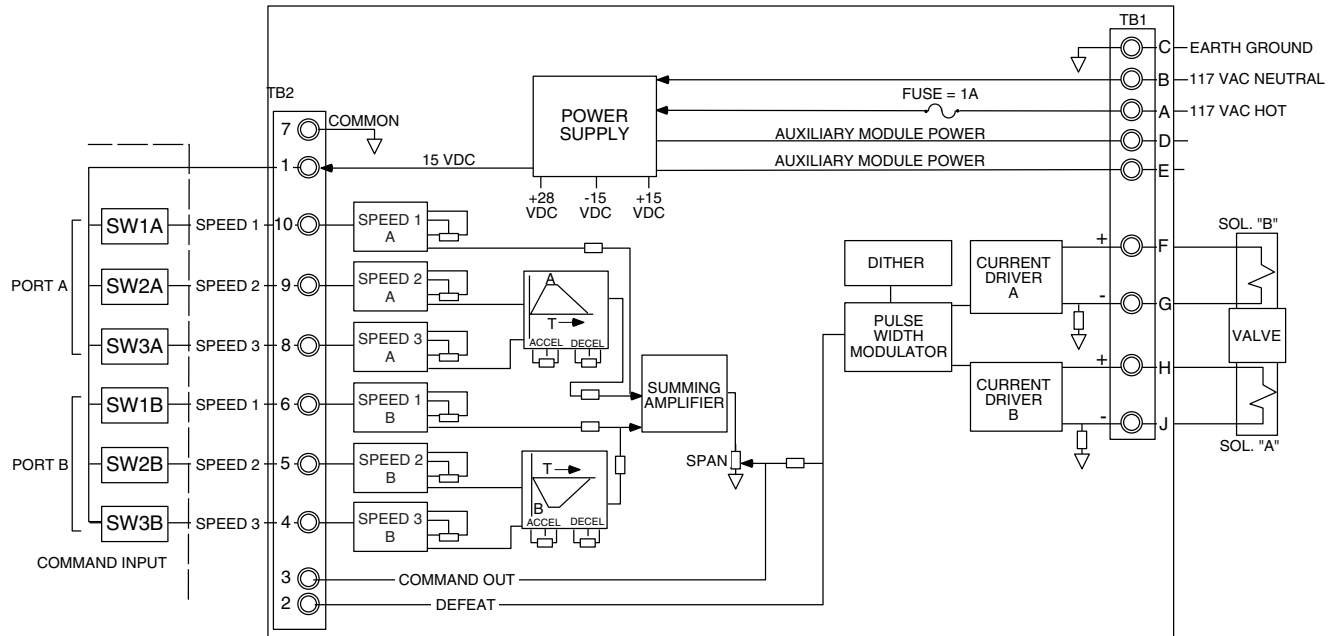 TB1
C EARTH GROUND
B 117 VAC NEUTRAL
FUSE = 1A
A 117 VAC HOT
AUXILIARY MODULE POWER
D
AUXILIARY MODULE POWER
E
POWER
SUPPLY
+28
VDC
-15
VDC
+15
VDC
TB2
7 COMMON
1 15 VDC
PORT A
SW1A SPEED 1 10
SPEED 1
A
SW2A SPEED 2 9
SPEED 2
A
SW3A SPEED 3 8
SPEED 3
A
PORT B
SW1B SPEED 1 6
SPEED 1
B
SW2B SPEED 2 5
SPEED 2
B
SW3B SPEED 3 4
SPEED 3
B
COMMAND INPUT
3 COMMAND OUT
2 DEFEAT
A
T
ACCEL DECEL
T
B
ACCEL DECEL
SUMMING
AMPLIFIER
SPAN
DITHER
PULSE
WIDTH
MODULATOR
CURRENT
DRIVER
A
CURRENT
DRIVER
B
+ F
- G
+ H
- J
SOL. "B"
VALVE
SOL. "A"